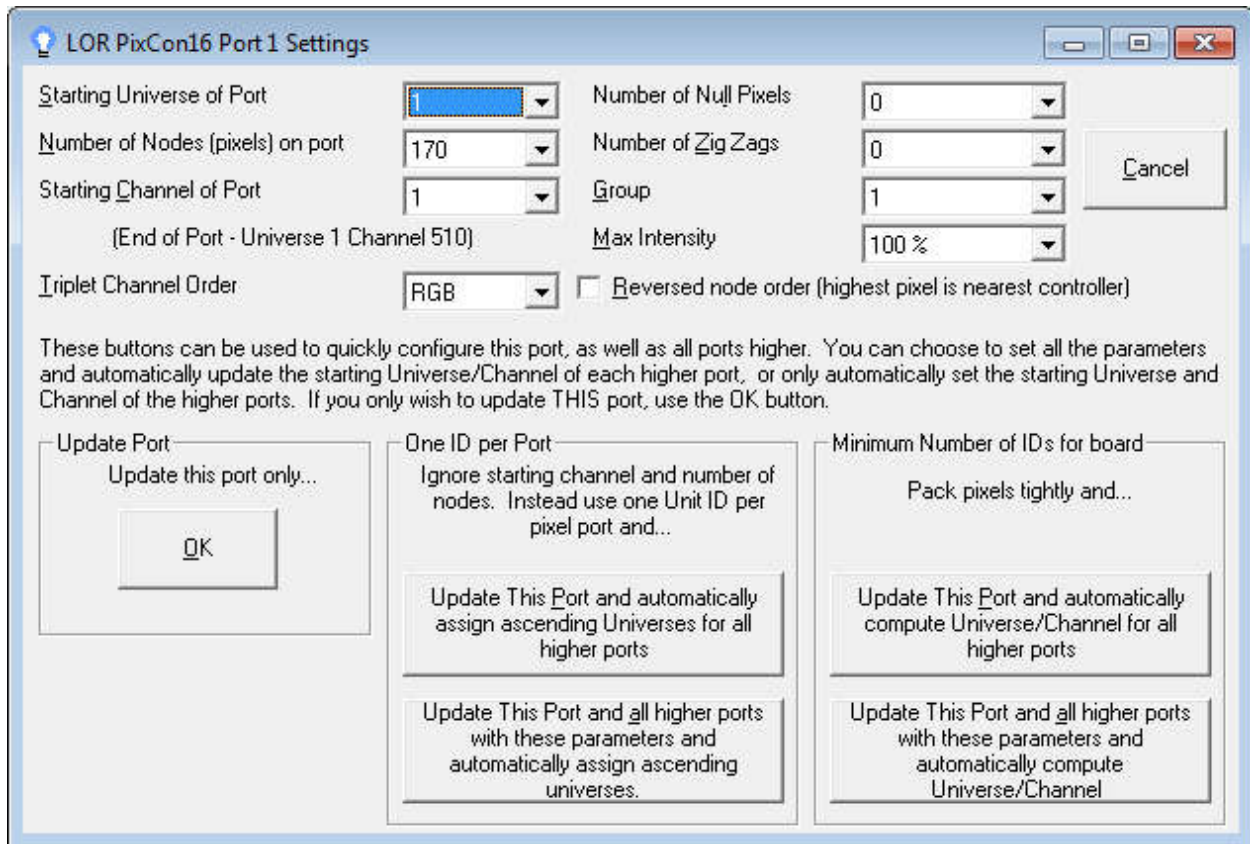 LOR PixCon16 Port 1 Settings
Starting Universe of Port
1
Number of Null Pixels
0
Number of Nodes (pixels) on port
170
Number of Zig Zags
0
Cancel
Starting Channel of Port
1
Group
1
(End of Port - Universe 1 Channel 510)
Max Intensity
100 %
Triplet Channel Order
RGB
Reversed node order (highest pixel is nearest controller)
These buttons can be used to quickly configure this port, as well as all ports higher. You can choose to set all the parameters
and automatically update the starting Universe/Channel of each higher port, or only automatically set the starting Universe and
Channel of the higher ports. If you only wish to update THIS port, use the OK button.
Update Port
Update this port only...
OK
One ID per Port
Ignore starting channel and number of
nodes. Instead use one Unit ID per
pixel port and...
Update This Port and automatically
assign ascending Universes for all
higher ports
Update This Port and all higher ports
with these parameters and
automatically assign ascending
universes.
Minimum Number of IDs for board
Pack pixels tightly and...
Update This Port and automatically
compute Universe/Channel for all
higher ports
Update This Port and all higher ports
with these parameters and
automatically compute
Universe/Channel